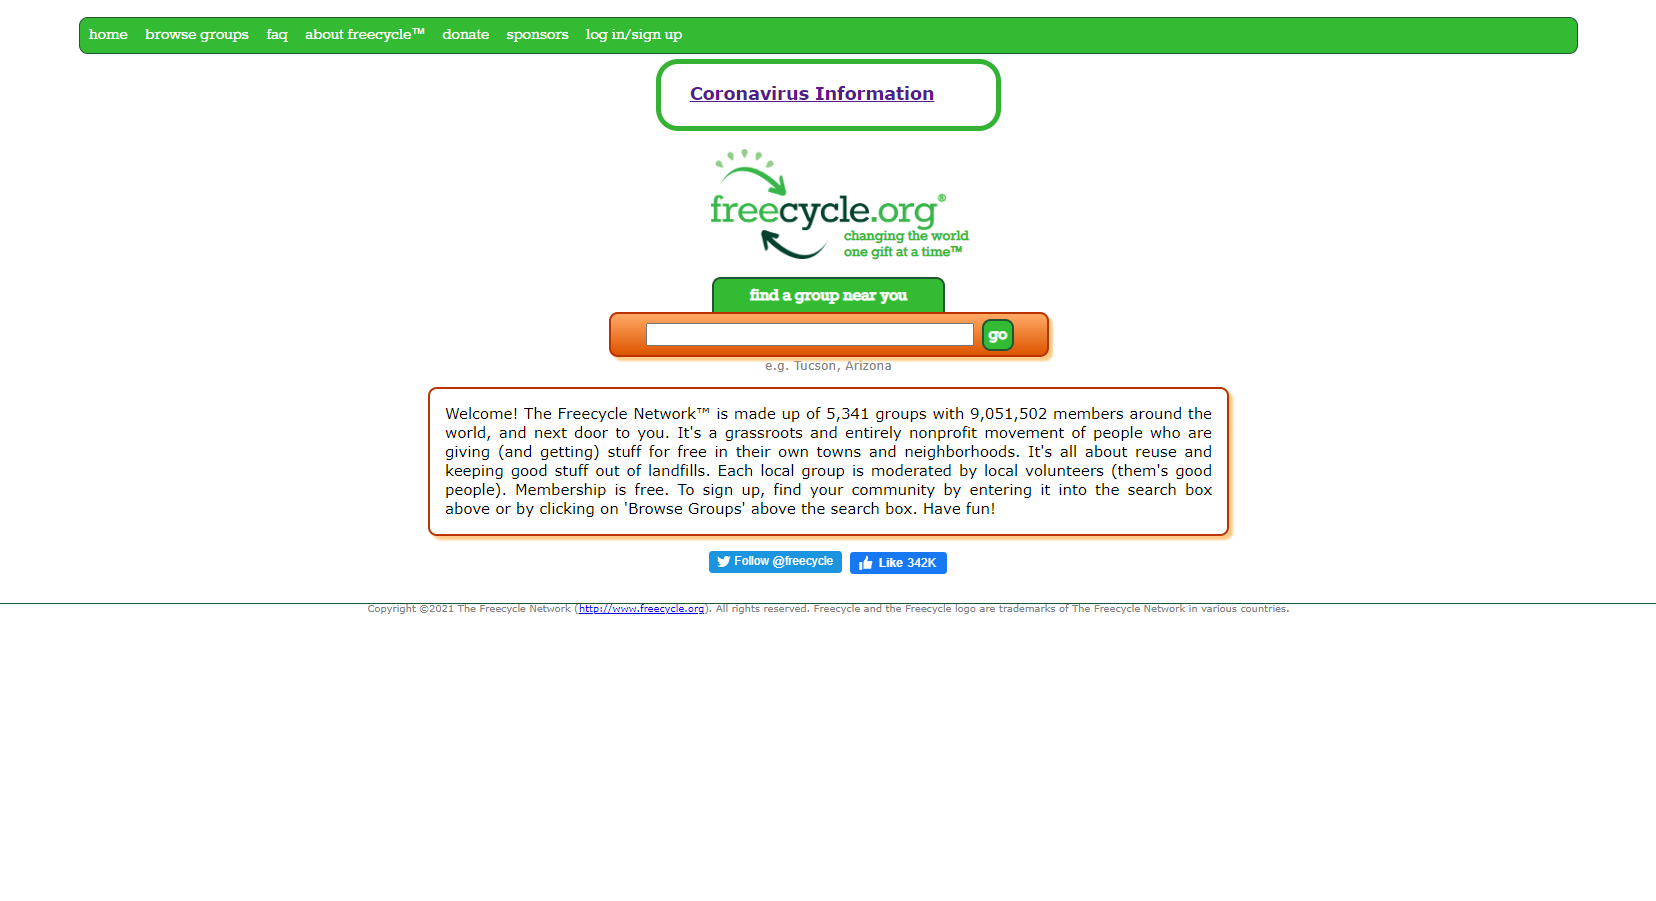 home browse groups faq about freecycle™ donate sponsors log in/sign up
Coronavirus Information
freecycle.org®
changing the world
one gift at a time™
find a group near you
go
e.g. Tucson, Arizona
Welcome! The Freecycle Network™ is made up of 5,341 groups with 9,051,502 members around the
world, and next door to you. It's a grassroots and entirely nonprofit movement of people who are
giving (and getting) stuff for free in their own towns and neighborhoods. It's all about reuse and
keeping good stuff out of landfills. Each local group is moderated by local volunteers (them's good
people). Membership is free. To sign up, find your community by entering it into the search box
above or by clicking on 'Browse Groups' above the search box. Have fun!
Follow @freecycle Like 342K
Copyright ©2021 The Freecycle Network (http://www.freecycle.org). All rights reserved. Freecycle and the Freecycle logo are trademarks of The Freecycle Network in various countries.